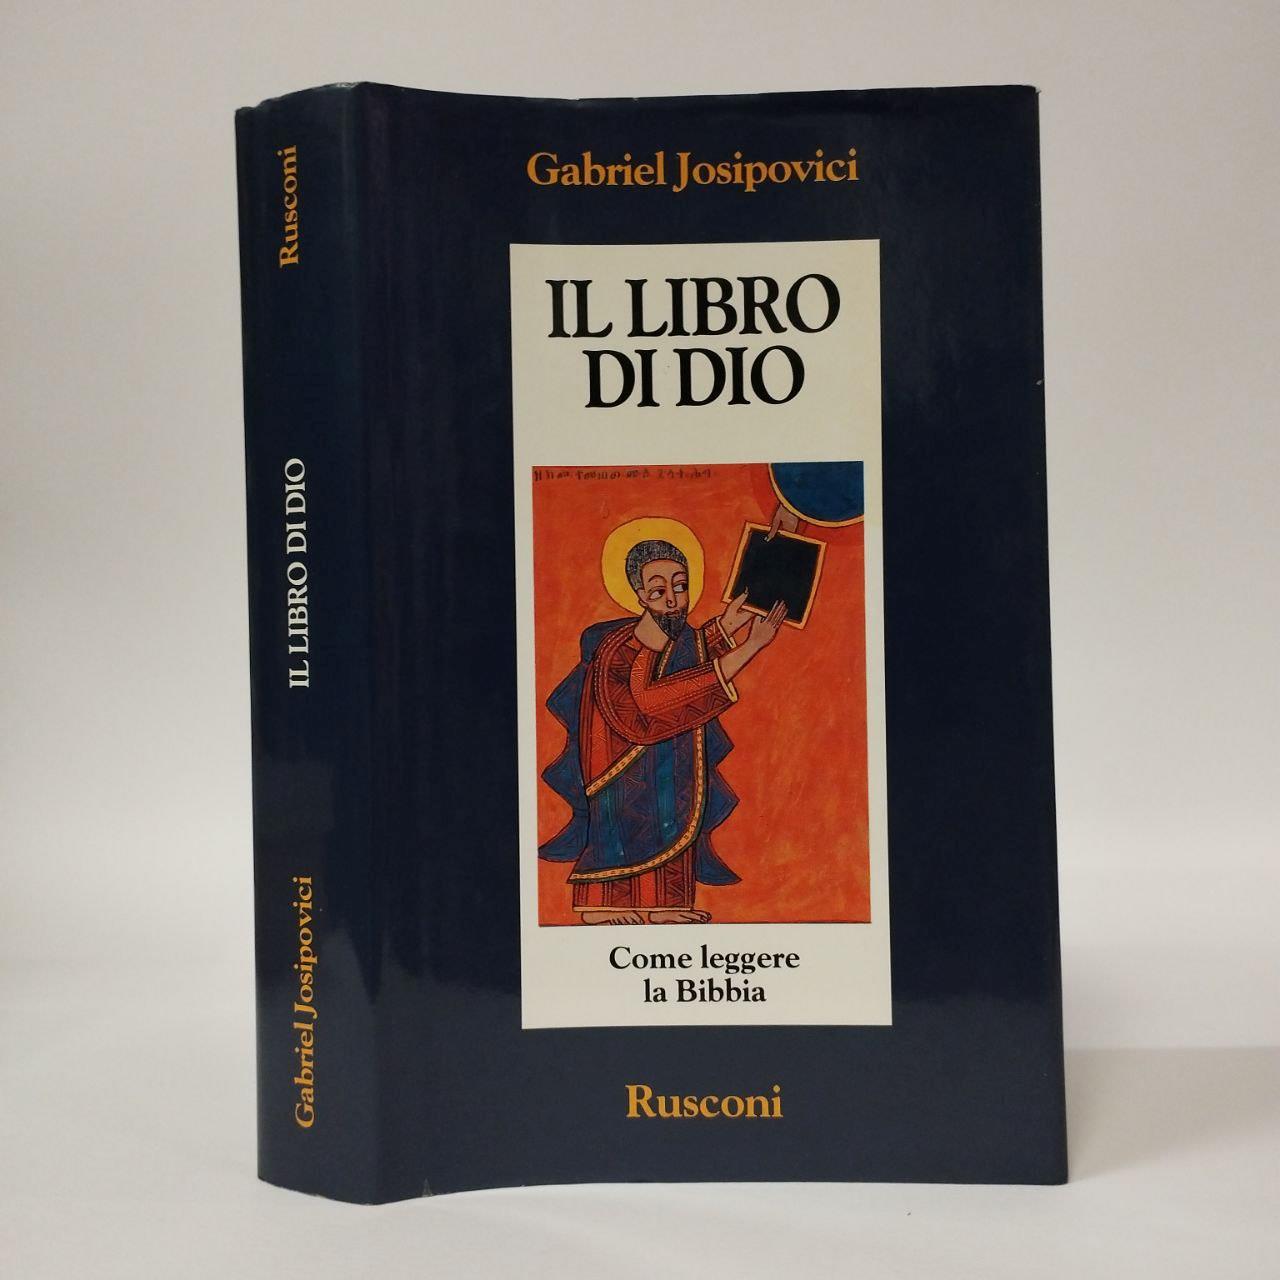 Rusconi
IL LIBRO DI DIO
Gabriel Josipovici
Gabriel Josipovici
IL LIBRO
DI DIO
Come leggere
la Bibbia
Rusconi